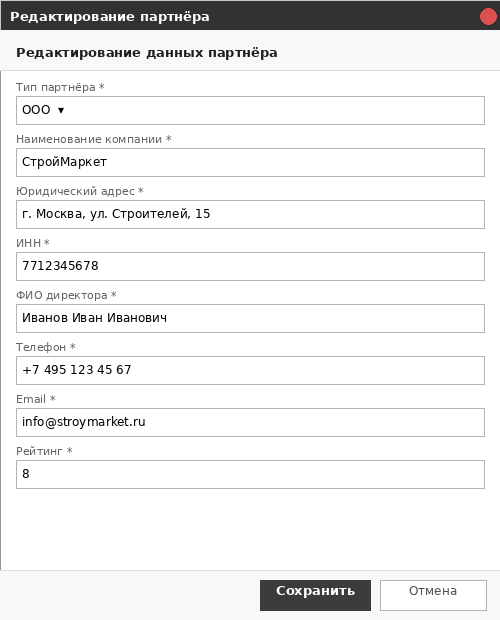 Редактирование партнёра
Редактирование данных партнёра
Тип партнёра *
ООО ▾
Наименование компании *
СтройМаркет
Юридический адрес *
г. Москва, ул. Строителей, 15
ИНН *
7712345678
ФИО директора *
Иванов Иван Иванович
Телефон *
+7 495 123 45 67
Email *
info@stroymarket.ru
Рейтинг *
8
Сохранить Отмена